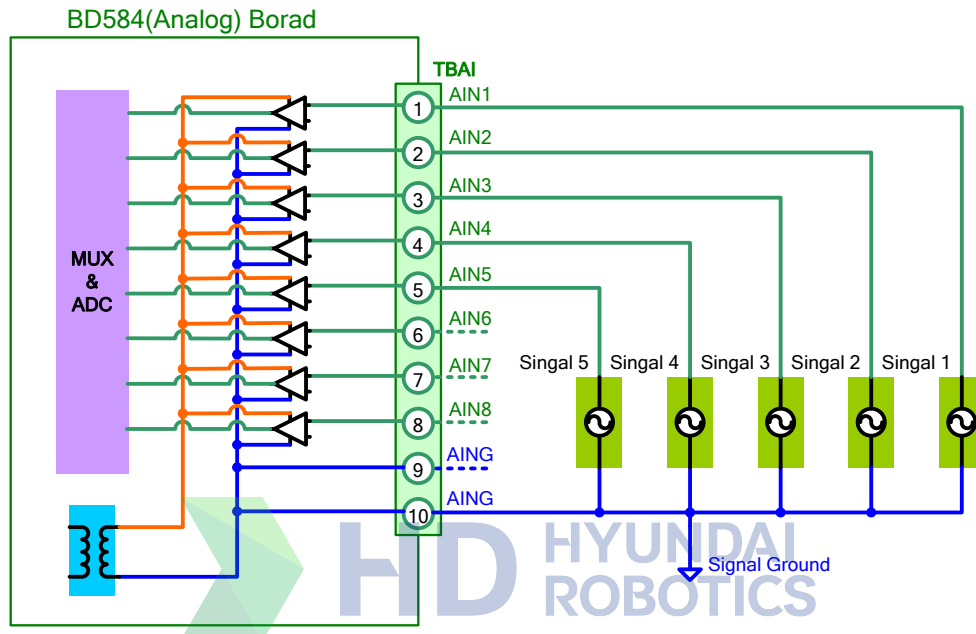 BD584(Analog) Borad
TBAI
1 AIN1
2 AIN2
3 AIN3
4 AIN4
5 AIN5
6 AIN6
7 AIN7
8 AIN8
9 AING
10 AING
MUX
&
ADC
Singal 5 Singal 4 Singal 3 Singal 2 Singal 1
Signal Ground
HD HYUNDAI
ROBOTICS